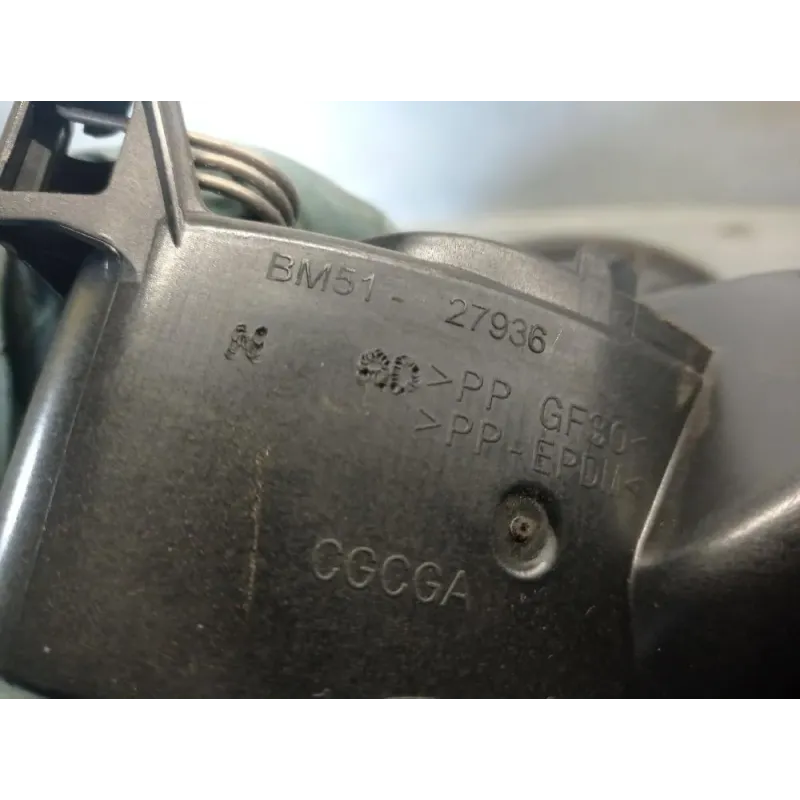 BM51- 27936
N
>PP GF30<
>PP-EPDM<
CGCGA